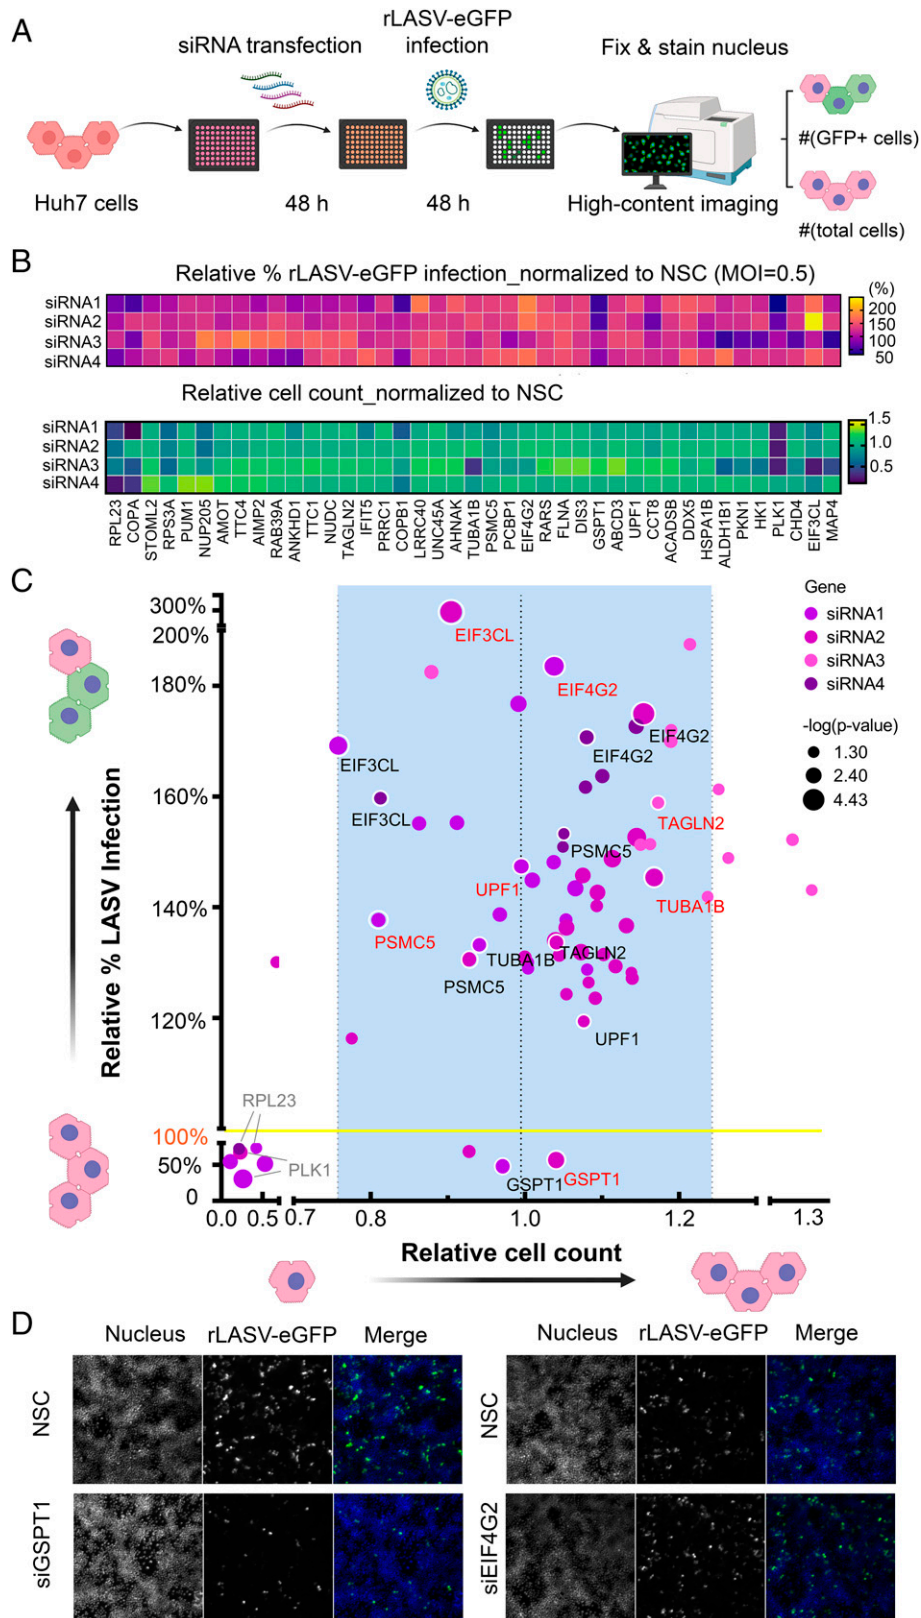 A
siRNA transfection
rLASV-eGFP
infection
Fix & stain nucleus
#(GFP+ cells)
Huh7 cells
48 h
48 h
High-content imaging
#(total cells)
B
Relative % rLASV-eGFP infection_normalized to NSC (MOI=0.5)
(%)
siRNA1
siRNA2
siRNA3
siRNA4
200
150
100
50
Relative cell count_normalized to NSC
siRNA1
siRNA2
siRNA3
siRNA4
1.5
1.0
0.5
RPL23
COPA
STOML2
RPS3A
PUM1
NUP205
AMOT
TTC4
AIMP2
RAB39A
ANKHD1
TTC1
NUDC
TAGLN2
IFIT5
PRRC1
COPB1
LRRC40
UNC45A
AHNAK
TUBA1B
PSMC5
PCBP1
EIF4G2
RARS
FLNA
DIS3
GSPT1
ABCD3
UPF1
CCT8
ACADSB
DDX5
HSPA1B
ALDH1B1
PKN1
HK1
PLK1
CHD4
EIF3CL
MAP4
C
Relative % LASV Infection
300%
200%
180%
160%
140%
120%
100%
50%
0
EIF3CL
EIF4G2
EIF4G2
EIF4G2
EIF3CL
EIF3CL
TAGLN2
PSMC5
UPF1
TUBA1B
PSMC5
TUBA1B
TAGLN2
PSMC5
UPF1
RPL23
PLK1
GSPT1
GSPT1
Gene
siRNA1
siRNA2
siRNA3
siRNA4
-log(p-value)
1.30
2.40
4.43
0.0
0.5
0.7
0.8
1.0
1.2
1.3
Relative cell count
D
Nucleus
rLASV-eGFP
Merge
Nucleus
rLASV-eGFP
Merge
NSC
NSC
siGSPT1
siEIF4G2